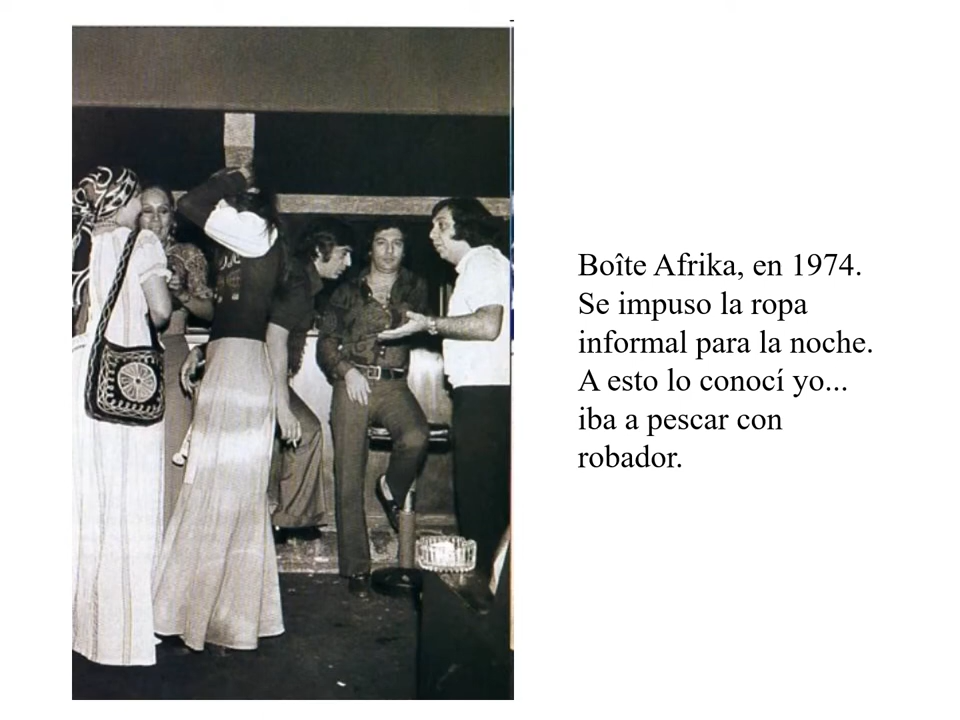 Boîte Afrika, en 1974.
Se impuso la ropa
informal para la noche.
A esto lo conocí yo...
iba a pescar con
robador.